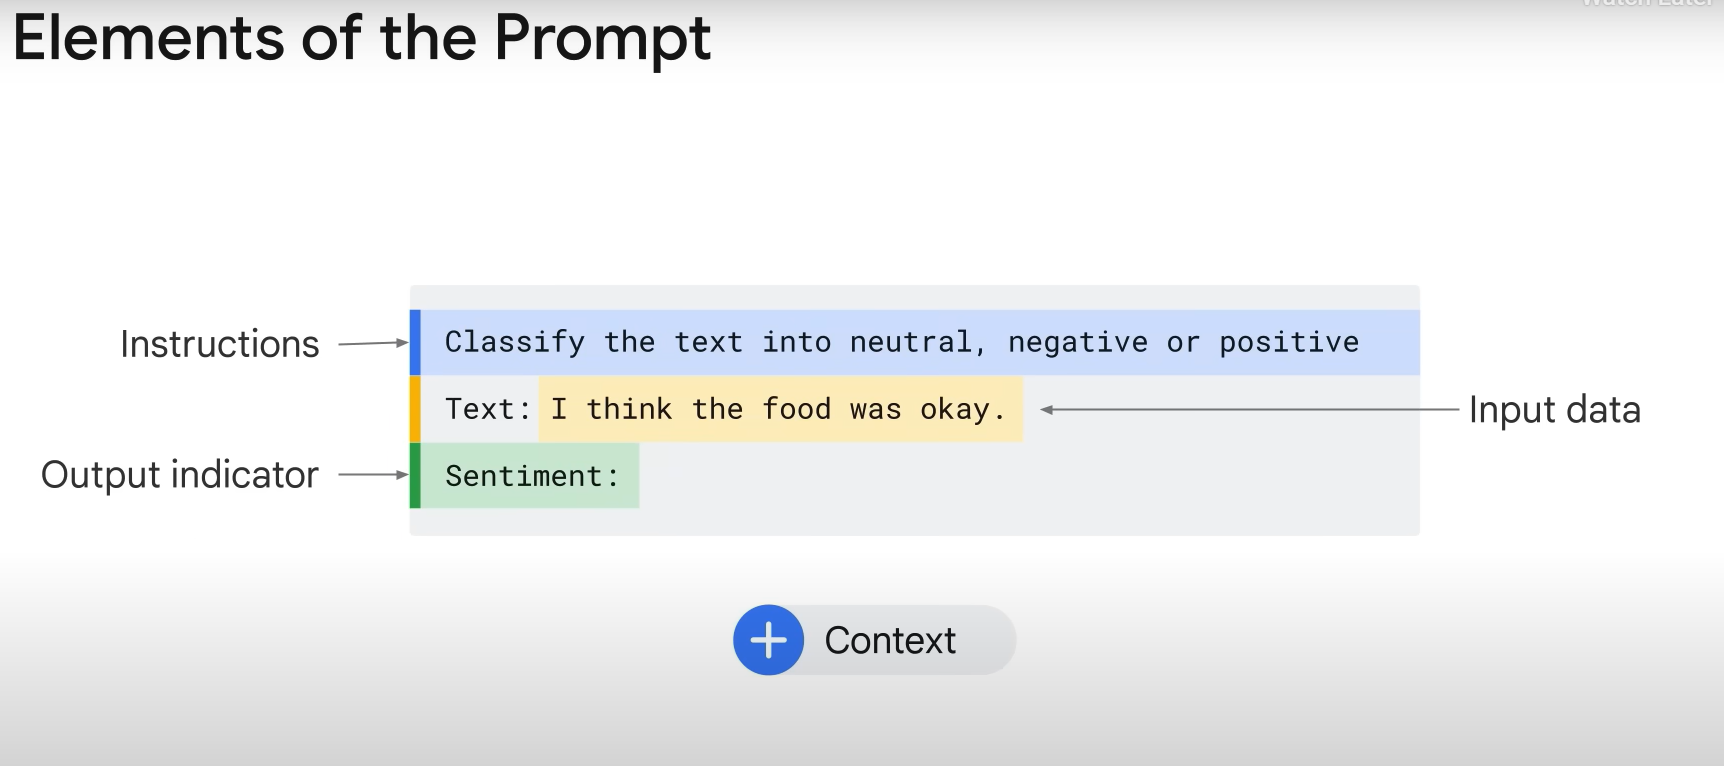 Elements of the Prompt
Instructions
Classify the text into neutral, negative or positive
Text: I think the food was okay.
Input data
Output indicator
Sentiment:
Context